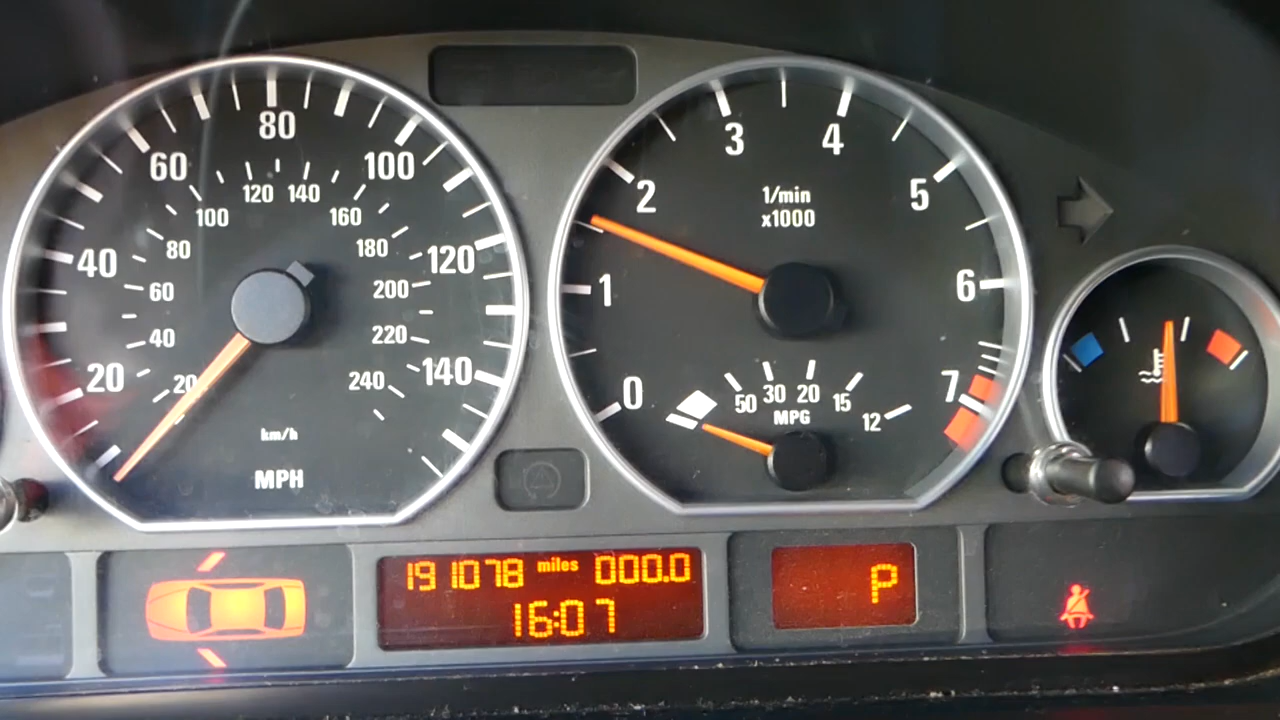 20 40 60 80 100 120 140
20 40 60 80 100 120 140 160 180 200 220 240
km/h
MPH
0 1 2 3 4 5 6 7
1/min
x1000
50 30 20 15 12
MPG
191078 miles 000.0
16:07
P